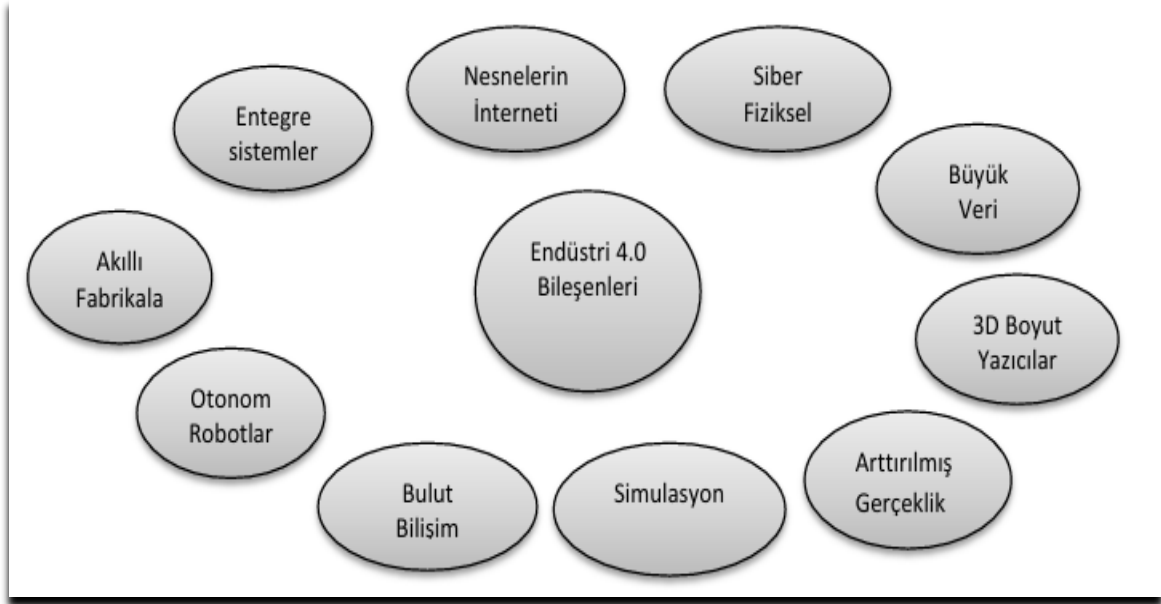 Nesnelerin
İnterneti
Siber
Fiziksel
Entegre
sistemler
Büyük
Veri
Endüstri 4.0
Bileşenleri
Akıllı
Fabrikala
3D Boyut
Yazıcılar
Otonom
Robotlar
Arttırılmış
Gerçeklik
Bulut
Bilişim
Simulasyon